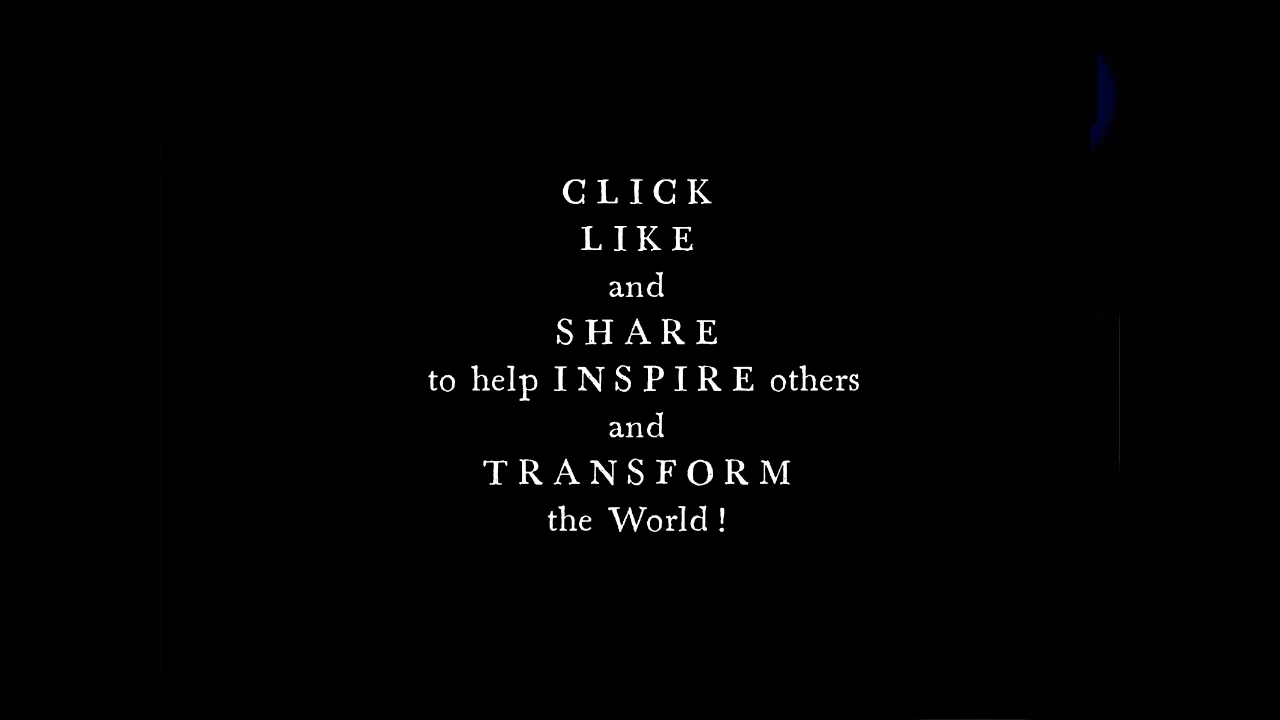 CLICK
LIKE
and
SHARE
to help INSPIRE others
and
TRANSFORM
the World !